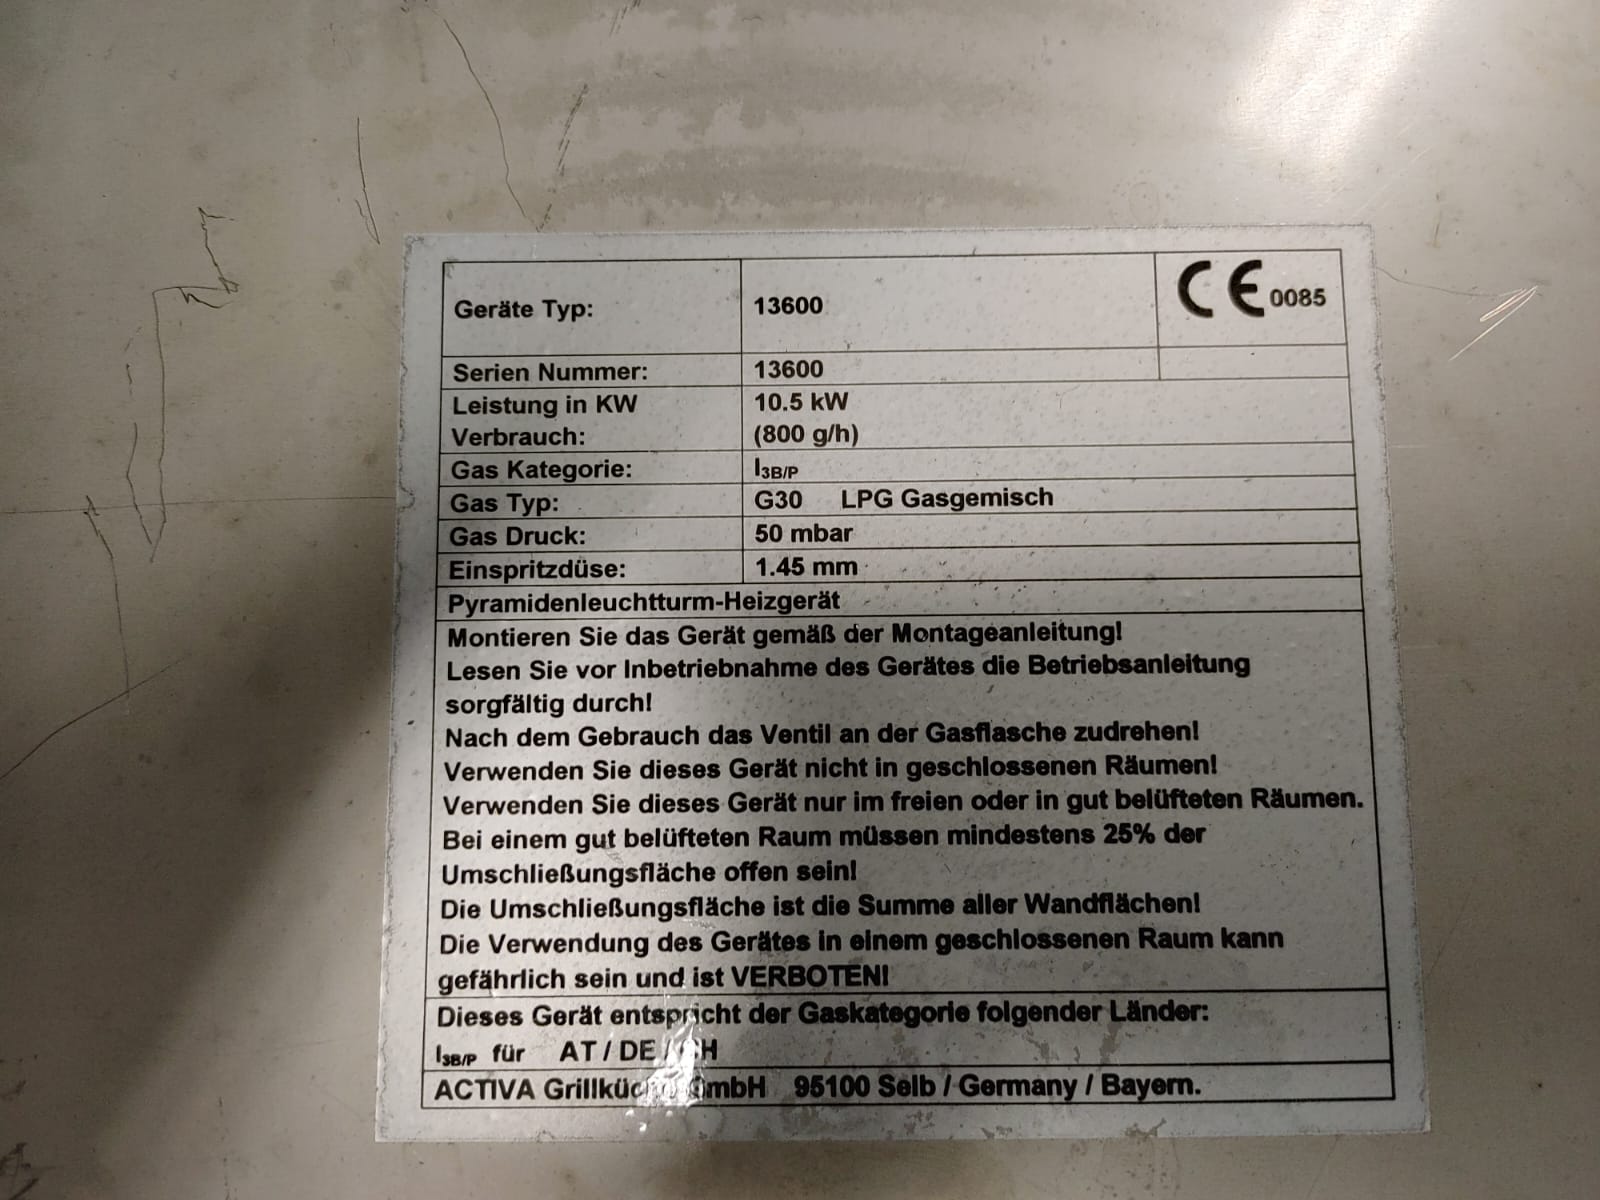 Geräte Typ: 13600 CE 0085
Serien Nummer: 13600
Leistung in KW 10.5 kW
Verbrauch: (800 g/h)
Gas Kategorie: I3B/P
Gas Typ: G30 LPG Gasgemisch
Gas Druck: 50 mbar
Einspritzdüse: 1.45 mm
Pyramidenleuchtturm-Heizgerät
Montieren Sie das Gerät gemäß der Montageanleitung!
Lesen Sie vor Inbetriebnahme des Gerätes die Betriebsanleitung
sorgfältig durch!
Nach dem Gebrauch das Ventil an der Gasflasche zudrehen!
Verwenden Sie dieses Gerät nicht in geschlossenen Räumen!
Verwenden Sie dieses Gerät nur im freien oder in gut belüfteten Räumen.
Bei einem gut belüfteten Raum müssen mindestens 25% der
Umschließungsfläche offen sein!
Die Umschließungsfläche ist die Summe aller Wandflächen!
Die Verwendung des Gerätes in einem geschlossenen Raum kann
gefährlich sein und ist VERBOTEN!
Dieses Gerät entspricht der Gaskategorie folgender Länder:
I3B/P für AT / DE / CH
ACTIVA GmbH 95100 Selb / Germany / Bayern.